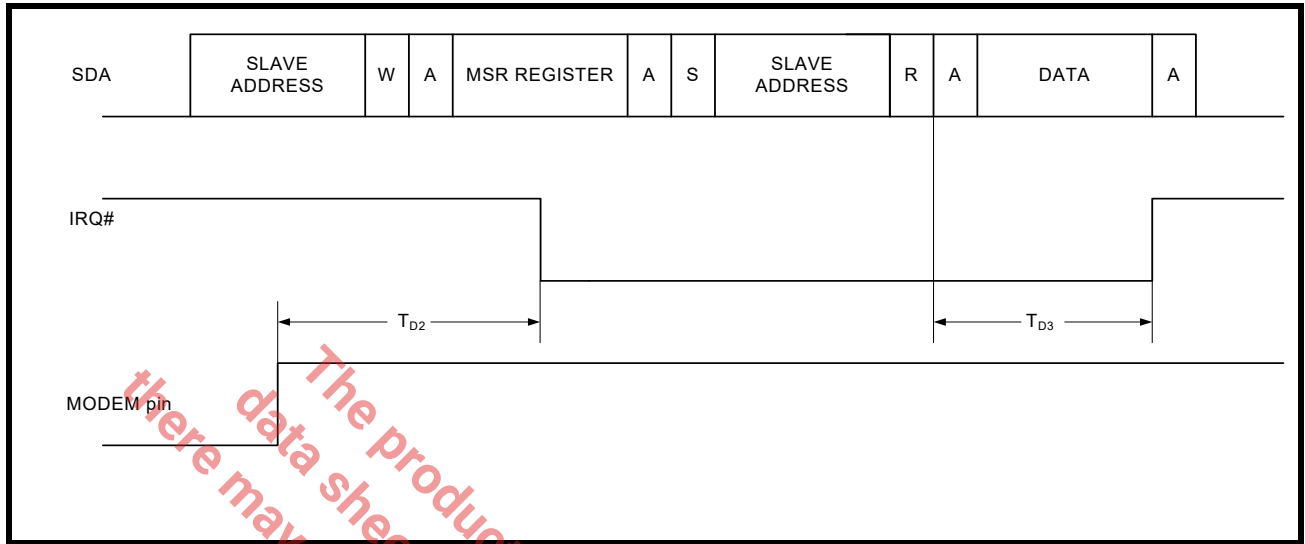 SDA
SLAVE
ADDRESS
W
A
MSR REGISTER
A
S
SLAVE
ADDRESS
R
A
DATA
A
IRQ#
TD2
TD3
MODEM pin
The produc
data shee
there may